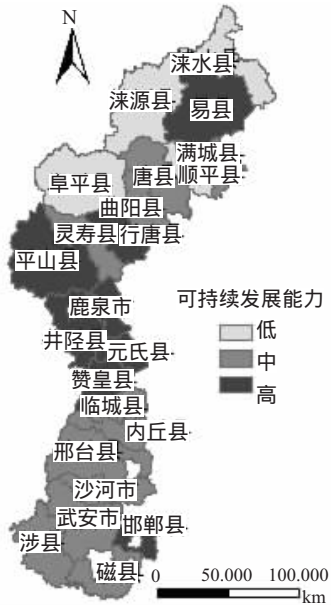 N
涞水县
涞源县
易县
满城县
阜平县
唐县
顺平县
曲阳县
灵寿县
行唐县
平山县
鹿泉市
可持续发展能力
低
井陉县
元氏县
中
赞皇县
高
临城县
内丘县
邢台县
沙河市
武安市
邯郸县
涉县
磁县
0 50.000 100.000
km